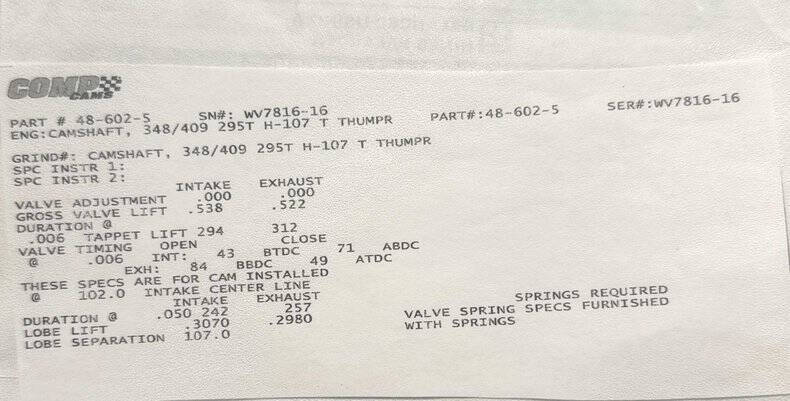 COMP CAMS
PART # 48-602-5 SN#: WV7816-16 PART#:48-602-5 SER#:WV7816-16
ENG:CAMSHAFT, 348/409 295T H-107 T THUMPR
GRIND#: CAMSHAFT, 348/409 295T H-107 T THUMPR
SPC INSTR 1:
SPC INSTR 2:
INTAKE EXHAUST
VALVE ADJUSTMENT .000 .000
GROSS VALVE LIFT .538 .522
DURATION @
.006 TAPPET LIFT 294 312
VALVE TIMING OPEN CLOSE
@ .006 INT: 43 BTDC 71 ABDC
EXH: 84 BBDC 49 ATDC
THESE SPECS ARE FOR CAM INSTALLED
@ 102.0 INTAKE CENTER LINE
INTAKE EXHAUST SPRINGS REQUIRED
DURATION @ .050 242 257 VALVE SPRING SPECS FURNISHED
LOBE LIFT .3070 .2980 WITH SPRINGS
LOBE SEPARATION 107.0